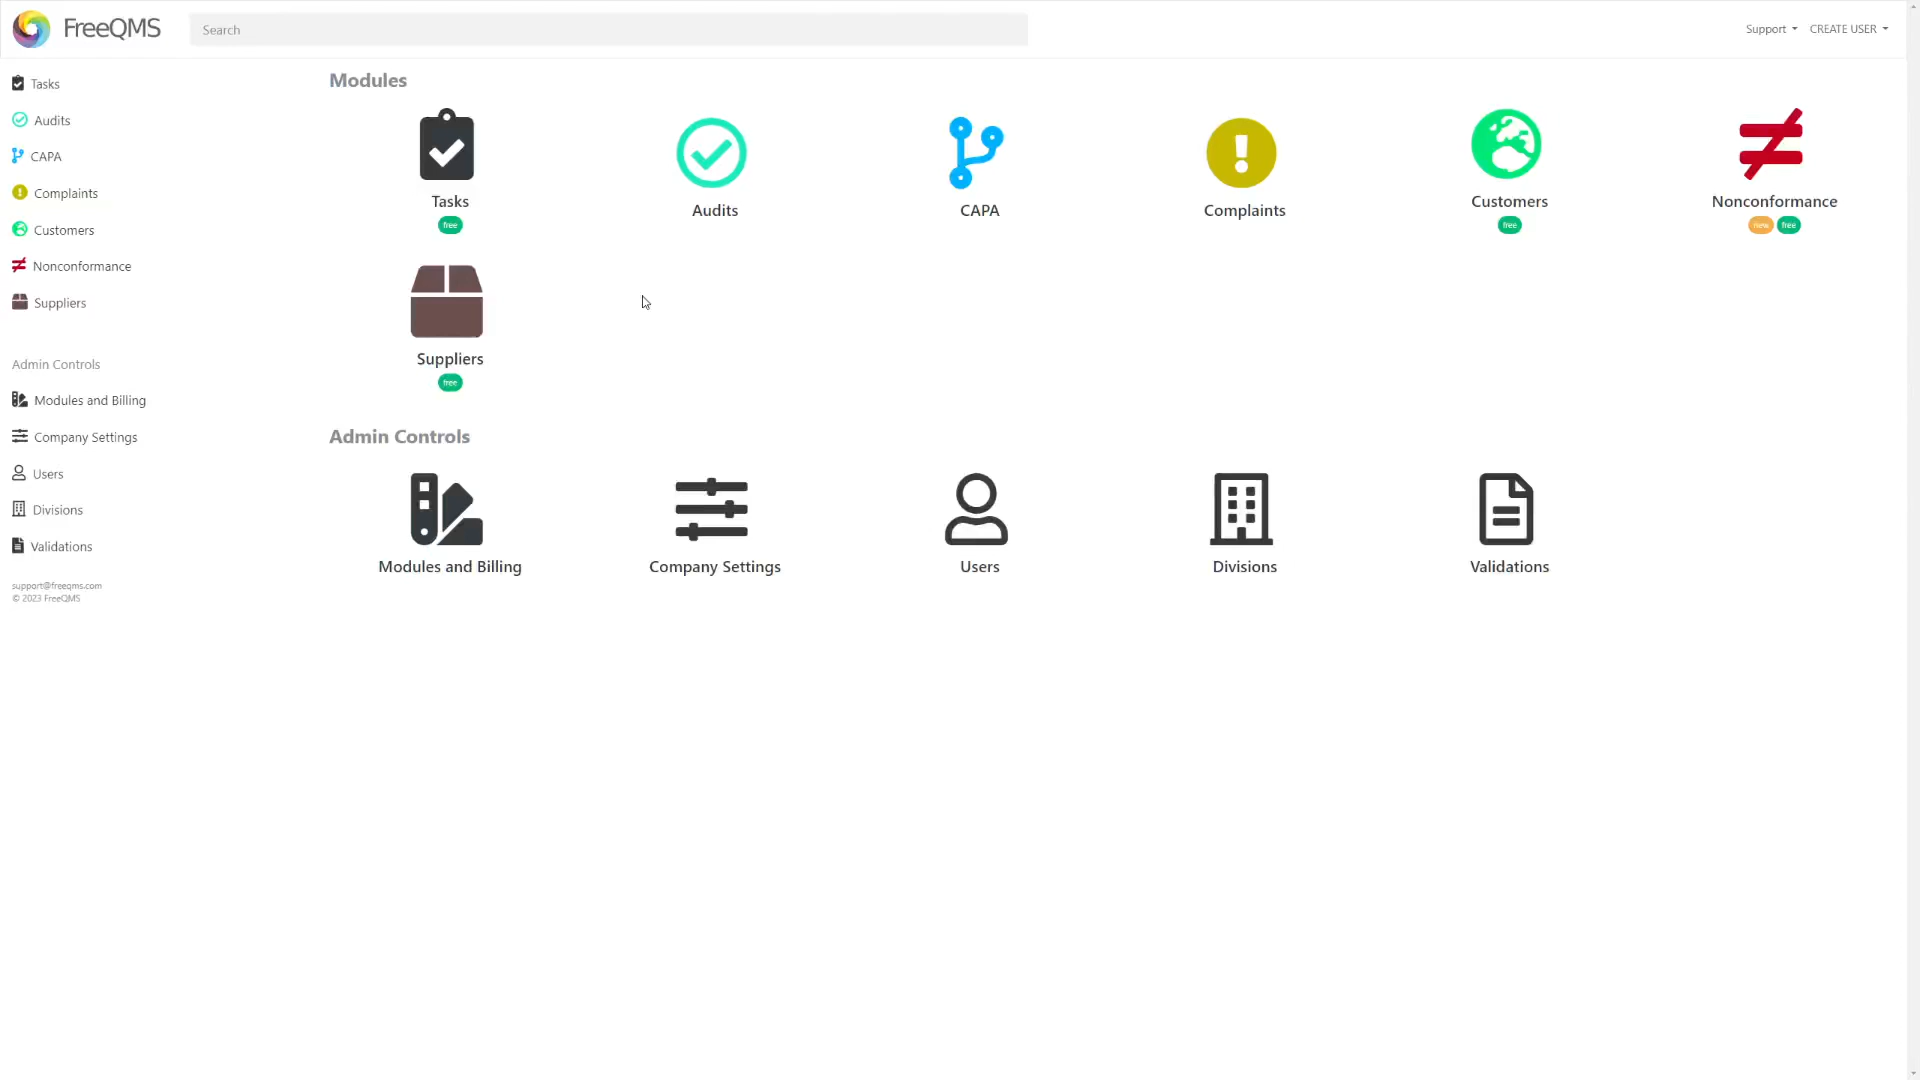 FreeQMS
Search
Support
CREATE USER
Tasks
Audits
CAPA
Complaints
Customers
Nonconformance
Suppliers
Admin Controls
Modules and Billing
Company Settings
Users
Divisions
Validations
support@freeqms.com
© 2023 FreeQMS
Modules
Tasks
free
Audits
CAPA
Complaints
Customers
free
Nonconformance
new free
Suppliers
free
Admin Controls
Modules and Billing
Company Settings
Users
Divisions
Validations